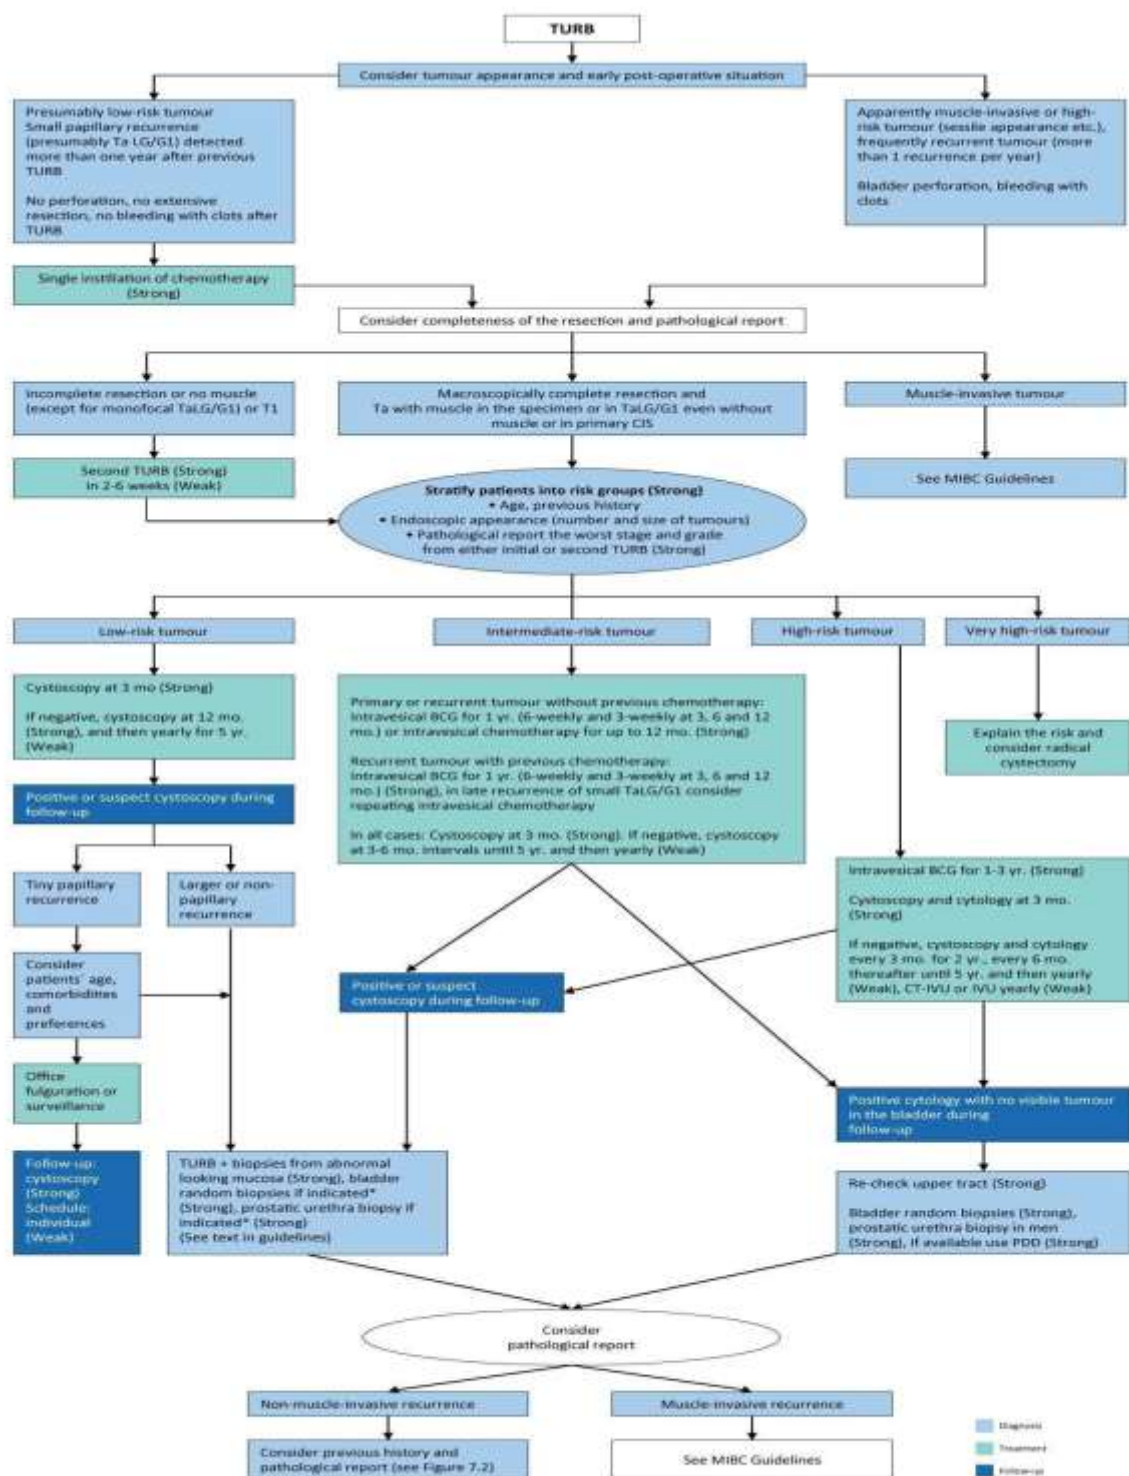 TURB
Consider tumour appearance and early post-operative situation
Presumably low-risk tumour
Small papillary recurrence
(presumably Ta LG/G1) detected
more than one year after previous
TURB
No perforation, no extensive
resection, no bleeding with clots after
TURB
Apparently muscle-invasive or high-
risk tumour (sessile appearance etc.),
frequently recurrent tumour (more
than 1 recurrence per year)
Bladder perforation, bleeding with
clots
Single instillation of chemotherapy
(Strong)
Consider completeness of the resection and pathological report
Incomplete resection or no muscle
(except for monofocal TaLG/G1) or T1
Macroscopically complete resection and
Ta with muscle in the specimen or in TaLG/G1 even without
muscle or in primary CIS
Muscle-invasive tumour
Second TURB (Strong)
in 2-6 weeks (Weak)
See MIBC Guidelines
Stratify patients into risk groups (Strong)
• Age, previous history
• Endoscopic appearance (number and size of tumours)
• Pathological report the worst stage and grade
from either initial or second TURB (Strong)
Low-risk tumour
Intermediate-risk tumour
High-risk tumour
Very high-risk tumour
Cystoscopy at 3 mo (Strong)
If negative, cystoscopy at 12 mo.
(Strong), and then yearly for 5 yr.
(Weak)
Primary or recurrent tumour without previous chemotherapy:
Intravesical BCG for 1 yr. (6-weekly and 3-weekly at 3, 6 and 12
mo.) or intravesical chemotherapy for up to 12 mo. (Strong)
Recurrent tumour with previous chemotherapy:
Intravesical BCG for 1 yr. (6-weekly and 3-weekly at 3, 6 and 12
mo.) (Strong), in late recurrence of small TaLG/G1 consider
repeating intravesical chemotherapy
In all cases: Cystoscopy at 3 mo. (Strong). If negative, cystoscopy
at 3-6 mo. intervals until 5 yr. and then yearly (Weak)
Explain the risk and
consider radical
cystectomy
Positive or suspect cystoscopy during
follow-up
Tiny papillary
recurrence
Larger or non-
papillary
recurrence
Intravesical BCG for 1-3 yr. (Strong)
Cystoscopy and cytology at 3 mo.
(Strong)
If negative, cystoscopy and cytology
every 3 mo. for 2 yr., every 6 mo.
thereafter until 5 yr. and then yearly
(Weak), CT-IVU or IVU yearly (Weak)
Consider
patients´ age,
comorbidities
and
preferences
Positive or suspect
cystoscopy during follow-up
Office
fulguration or
surveillance
Positive cytology with no visible tumour
in the bladder during
follow-up
Follow-up:
cystoscopy
(Strong)
Schedule:
individual
(Weak)
TURB + biopsies from abnormal
looking mucosa (Strong), bladder
random biopsies if indicated*
(Strong), prostatic urethra biopsy if
indicated* (Strong)
(See text in guidelines)
Re-check upper tract (Strong)
Bladder random biopsies (Strong),
prostatic urethra biopsy in men
(Strong), If available use PDD (Strong)
Consider
pathological report
Non-muscle-invasive recurrence
Muscle-invasive recurrence
Consider previous history and
pathological report (see Figure 7.2)
See MIBC Guidelines
Diagnosis
Treatment
Follow-up